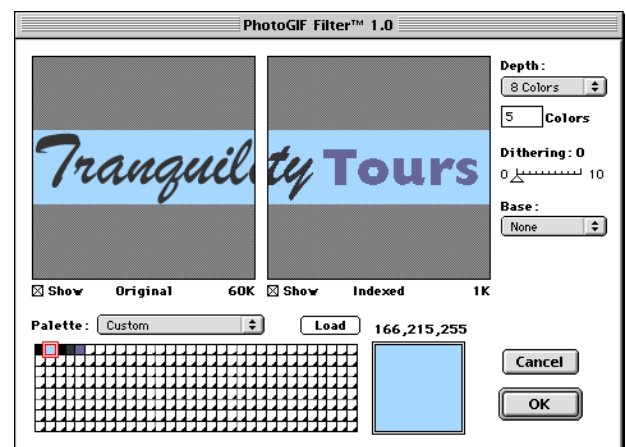 PhotoGIF Filter™ 1.0
Depth:
8 Colors
5 Colors
Dithering: 0
0 10
Base:
None
Tranquility Tours
Show Original 60K
Show Indexed 1K
Palette: Custom Load 166,215,255
Cancel
OK